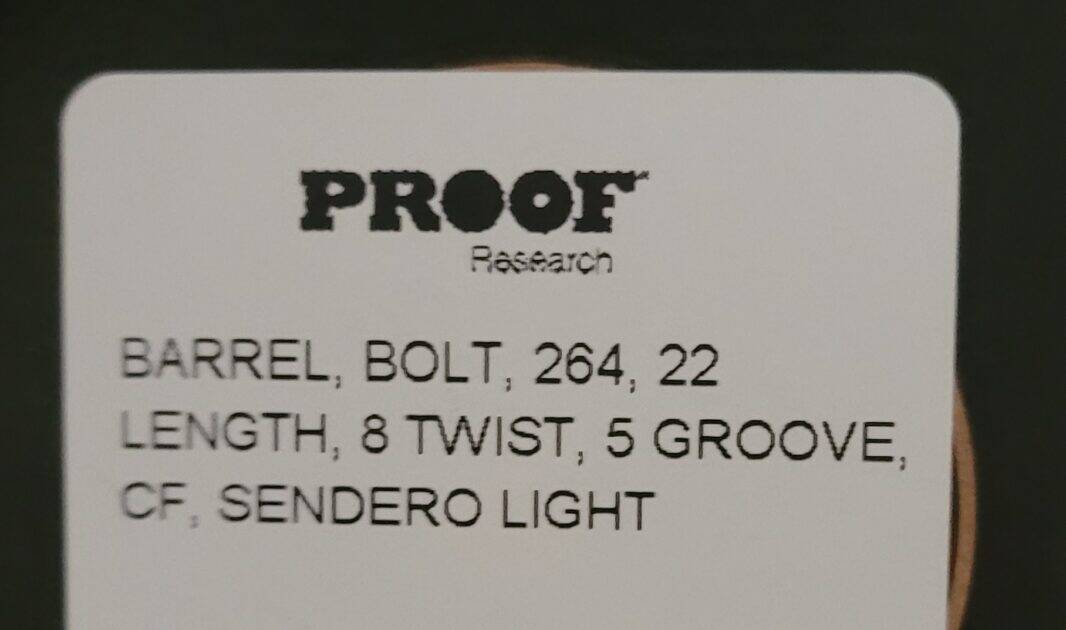 PROOF
Research
BARREL, BOLT, 264, 22
LENGTH, 8 TWIST, 5 GROOVE,
CF, SENDERO LIGHT